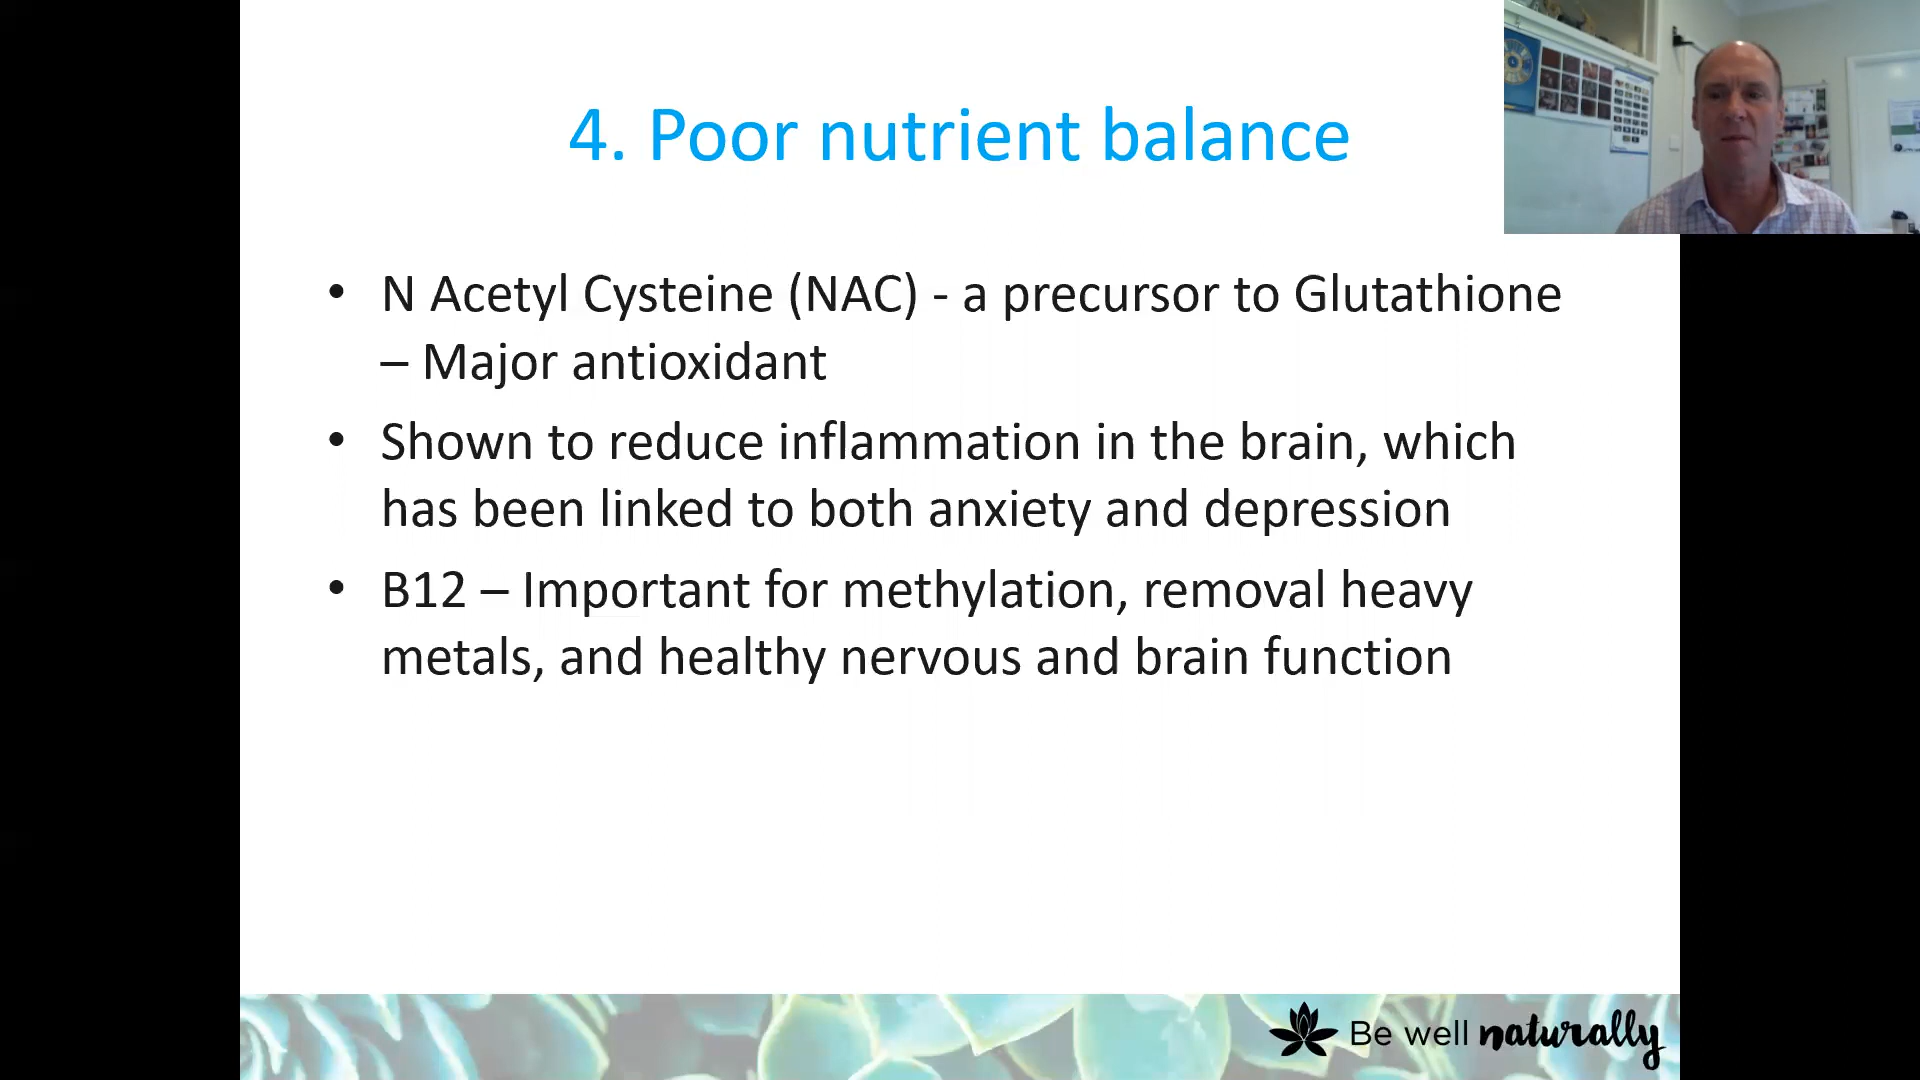 4. Poor nutrient balance
• N Acetyl Cysteine (NAC) - a precursor to Glutathione
– Major antioxidant
• Shown to reduce inflammation in the brain, which
has been linked to both anxiety and depression
• B12 – Important for methylation, removal heavy
metals, and healthy nervous and brain function
Be well naturally